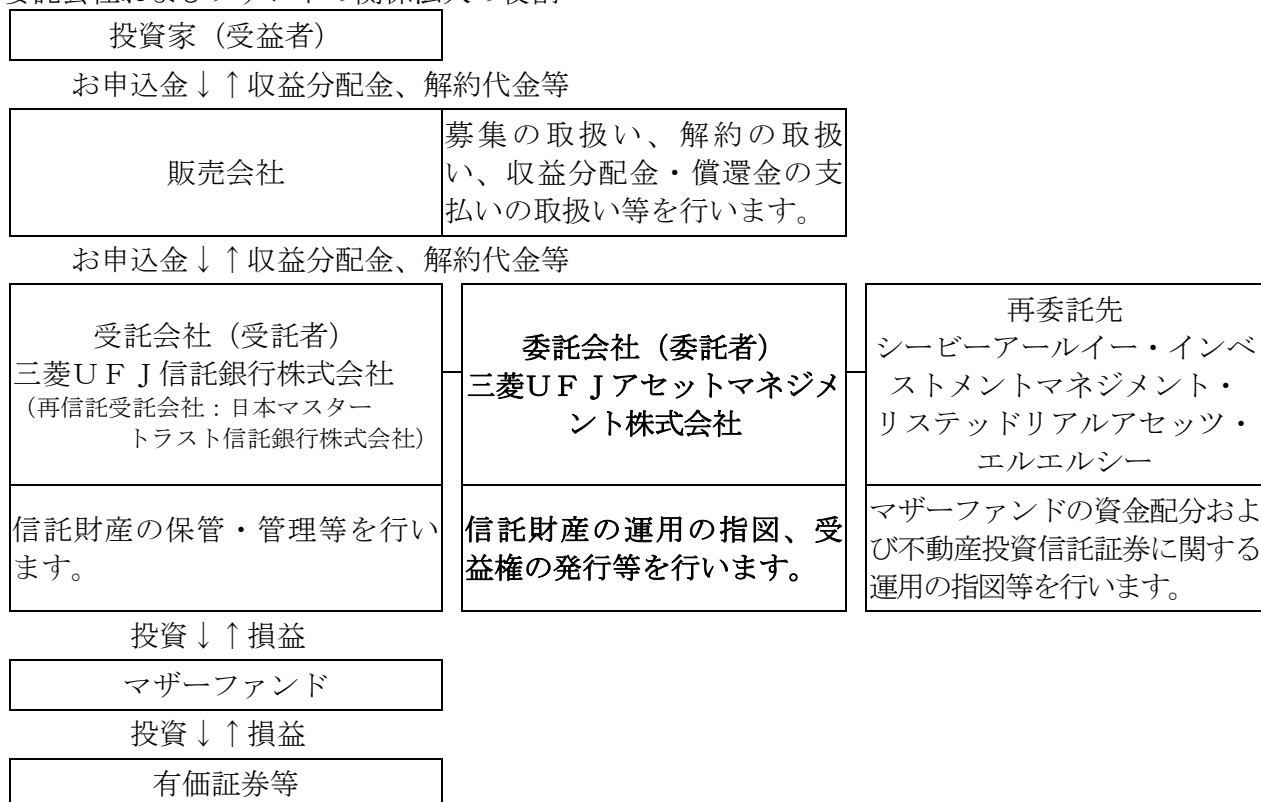 委託会社およびファンドの関係法人の役割
投資家（受益者）
お申込金↓↑収益分配金、解約代金等
販売会社
募集の取扱い、解約の取扱
い、収益分配金・償還金の支
払いの取扱い等を行います。
お申込金↓↑収益分配金、解約代金等
受託会社（受託者）
三菱ＵＦＪ信託銀行株式会社
（再信託受託会社：日本マスター
トラスト信託銀行株式会社）
委託会社（委託者）
三菱ＵＦＪアセットマネジメ
ント株式会社
再委託先
シービーアールイー・インベ
ストメントマネジメント・
リステッドリアルアセッツ・
エルエルシー
信託財産の保管・管理等を行い
ます。
信託財産の運用の指図、受
益権の発行等を行います。
マザーファンドの資金配分およ
び不動産投資信託証券に関する
運用の指図等を行います。
投資↓↑損益
マザーファンド
投資↓↑損益
有価証券等